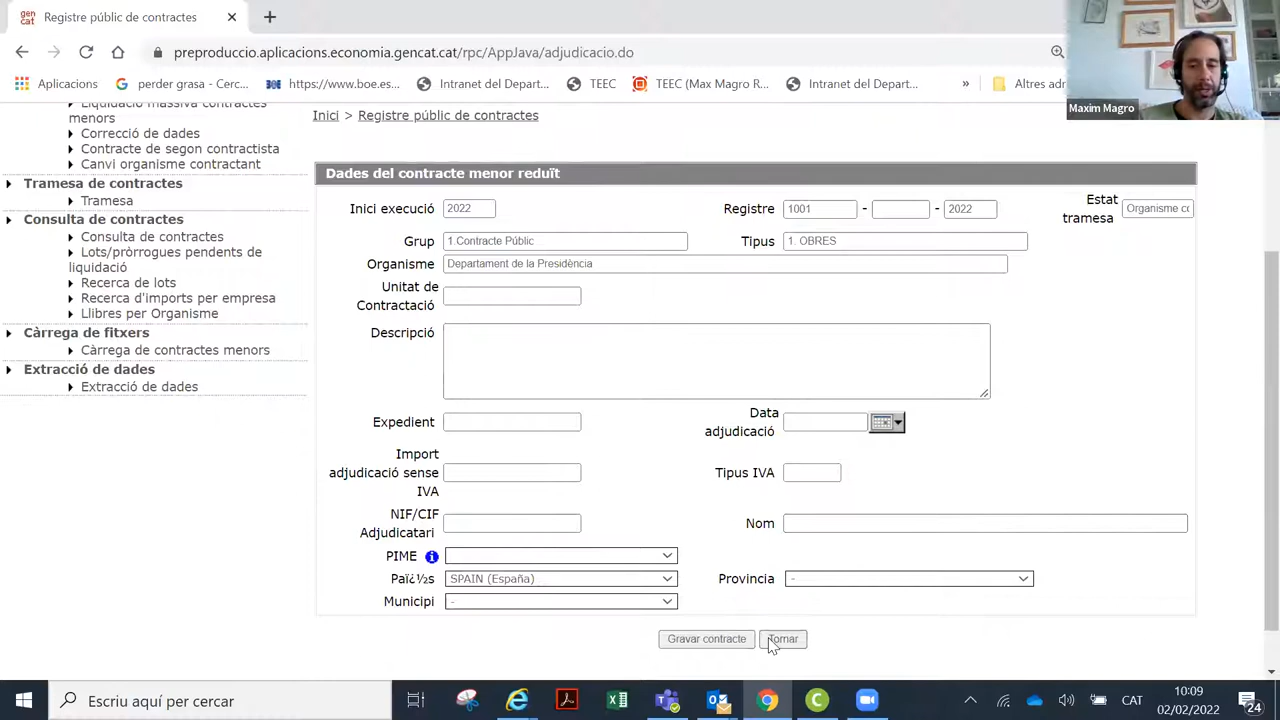 gen
cat
Registre públic de contractes
preproduccio.aplicacions.economia.gencat.cat/rpc/AppJava/adjudicacio.do
Aplicacions
perder grasa - Cerc...
https://www.boe.es...
Intranet del Depart...
TEEC
TEEC (Max Magro R...
Intranet del Depart...
»
Altres adr
Maxim Magro
Liquidació massiva contractes
menors
Correcció de dades
Contracte de segon contractista
Canvi organisme contractant
Tramesa de contractes
Tramesa
Consulta de contractes
Consulta de contractes
Lots/pròrrogues pendents de
liquidació
Recerca de lots
Recerca d'imports per empresa
Llibres per Organisme
Càrrega de fitxers
Càrrega de contractes menors
Extracció de dades
Extracció de dades
Inici > Registre públic de contractes
Dades del contracte menor reduït
Inici execució 2022 Registre 1001 - - 2022 Estat
tramesa Organisme co
Grup 1.Contracte Públic Tipus 1. OBRES
Organisme Departament de la Presidència
Unitat de
Contractació
Descripció
Expedient Data
adjudicació
Import
adjudicació sense
IVA Tipus IVA
NIF/CIF
Adjudicatari Nom
PIME i
Paï¿½s SPAIN (España) Provincia -
Municipi -
Gravar contracte Tornar
Escriu aquí per cercar
CAT
10:09
02/02/2022
24